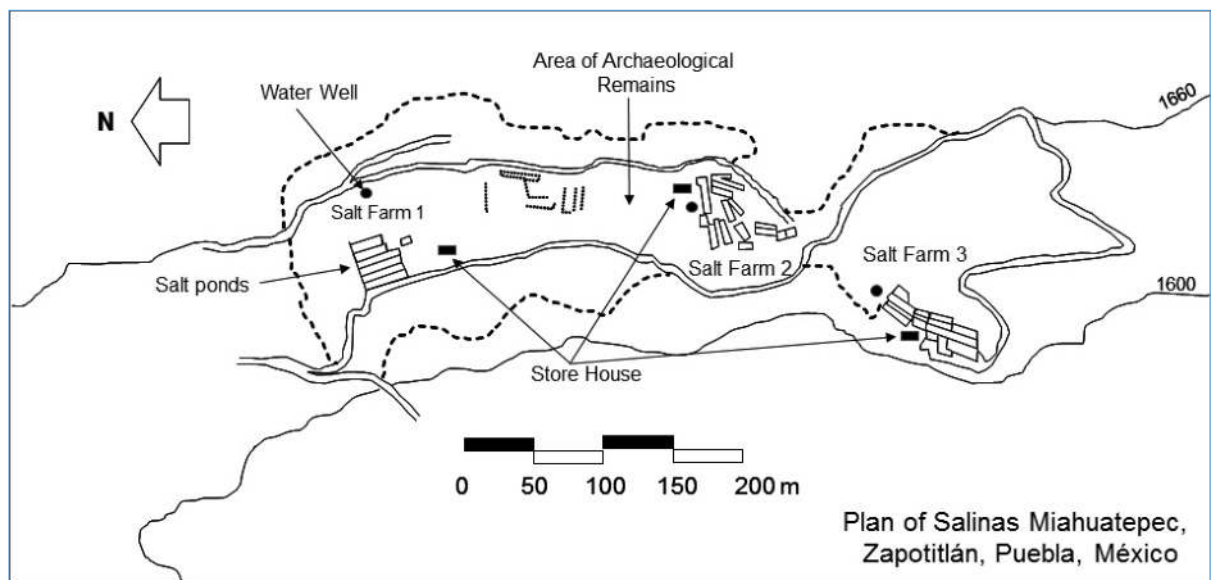 Area of Archaeological
Remains
Water Well
1660
N
Salt Farm 1
Salt Farm 2
Salt Farm 3
Salt ponds
1600
Store House
0 50 100 150 200 m
Plan of Salinas Miahuatepec,
Zapotitlán, Puebla, México